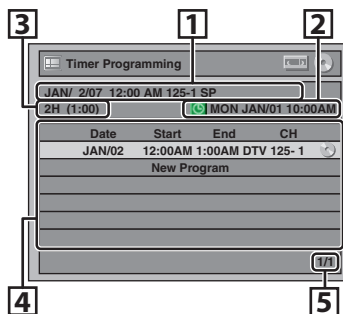 3 1 2
Timer Programming
JAN/ 2/07 12:00 AM 125-1 SP
2H (1:00) MON JAN/01 10:00AM
Date Start End CH
JAN/02 12:00AM 1:00AM DTV 125- 1
New Program
1/1
4 5